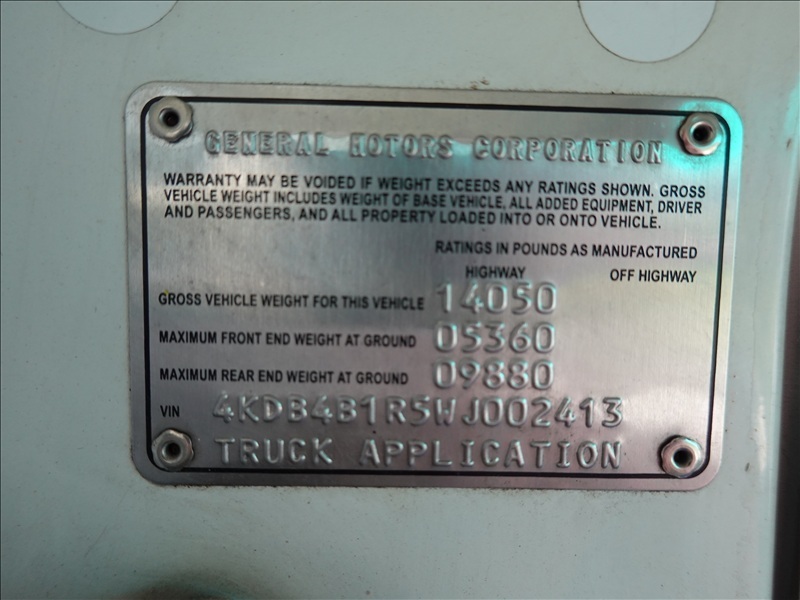 GENERAL MOTORS CORPORATION
WARRANTY MAY BE VOIDED IF WEIGHT EXCEEDS ANY RATINGS SHOWN. GROSS
VEHICLE WEIGHT INCLUDES WEIGHT OF BASE VEHICLE, ALL ADDED EQUIPMENT, DRIVER
AND PASSENGERS, AND ALL PROPERTY LOADED INTO OR ONTO VEHICLE.
RATINGS IN POUNDS AS MANUFACTURED
HIGHWAY OFF HIGHWAY
GROSS VEHICLE WEIGHT FOR THIS VEHICLE 14050
MAXIMUM FRONT END WEIGHT AT GROUND 05360
MAXIMUM REAR END WEIGHT AT GROUND 09880
VIN 4KDB4B1R5WJ002413
TRUCK APPLICATION